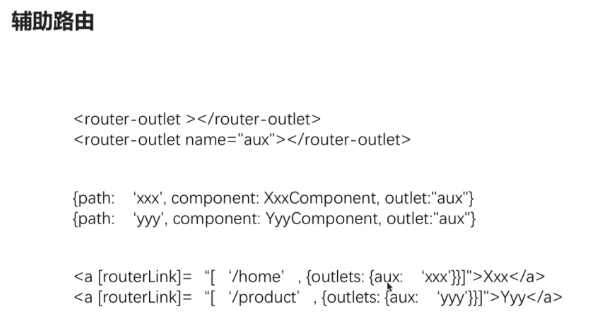 辅助路由
<router-outlet ></router-outlet>
<router-outlet name="aux"></router-outlet>
{path: ‘xxx’, component: XxxComponent, outlet:"aux"}
{path: ‘yyy’, component: YyyComponent, outlet:"aux"}
<a [routerLink]= “[ ‘/home’ , {outlets: {aux: ‘xxx’}}]">Xxx</a>
<a [routerLink]= “[ ‘/product’ , {outlets: {aux: ‘yyy’}}]">Yyy</a>